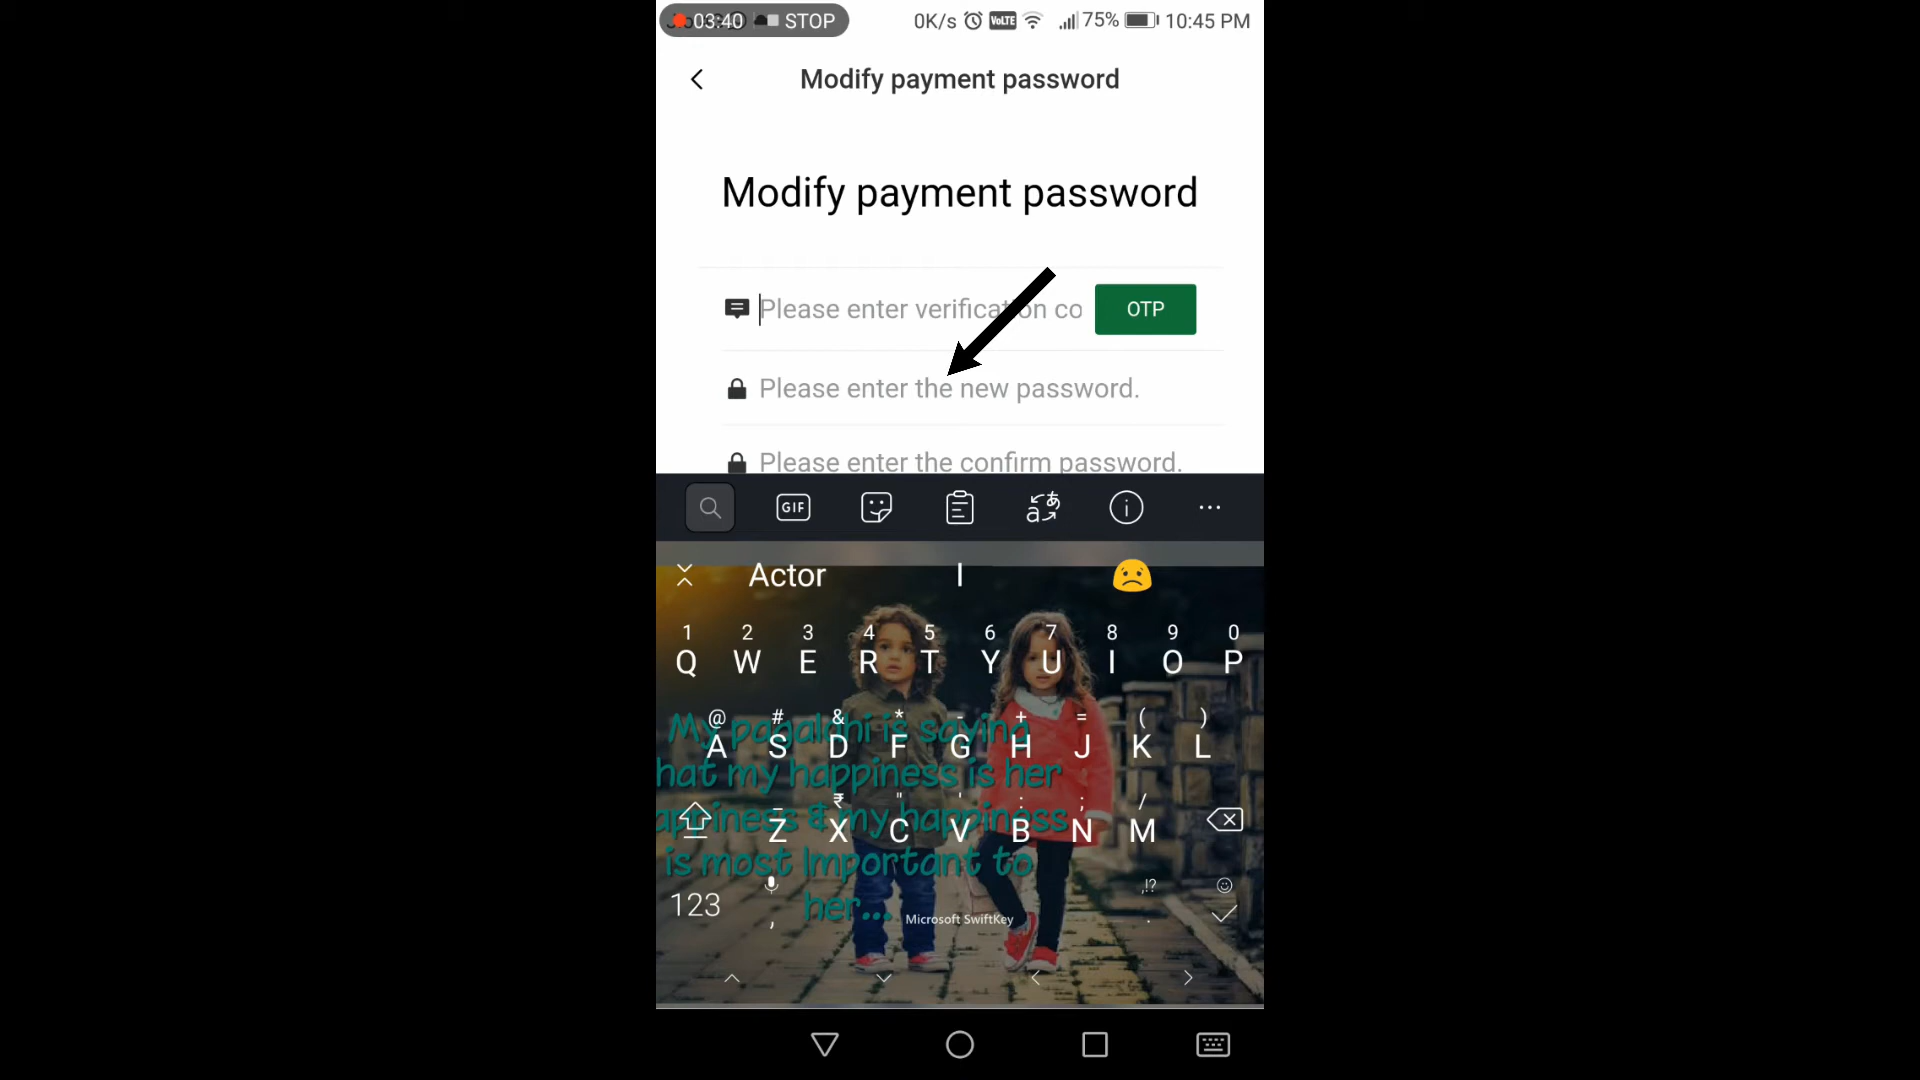 03:40 STOP 0K/s VoLTE 75% 10:45 PM
Modify payment password
Modify payment password
Please enter verification co OTP
Please enter the new password.
Please enter the confirm password.
GIF
Actor I
1 2 3 4 5 6 7 8 9 0
Q W E R T Y U I O P
@ # & * - + = ( )
A S D F G H J K L
My pagalchi is saying
hat my happiness is her
_ ₹ " ' : ; /
Z X C V B N M
appiness & my happiness
is most Important to
her...
123 , ,!? .
Microsoft SwiftKey